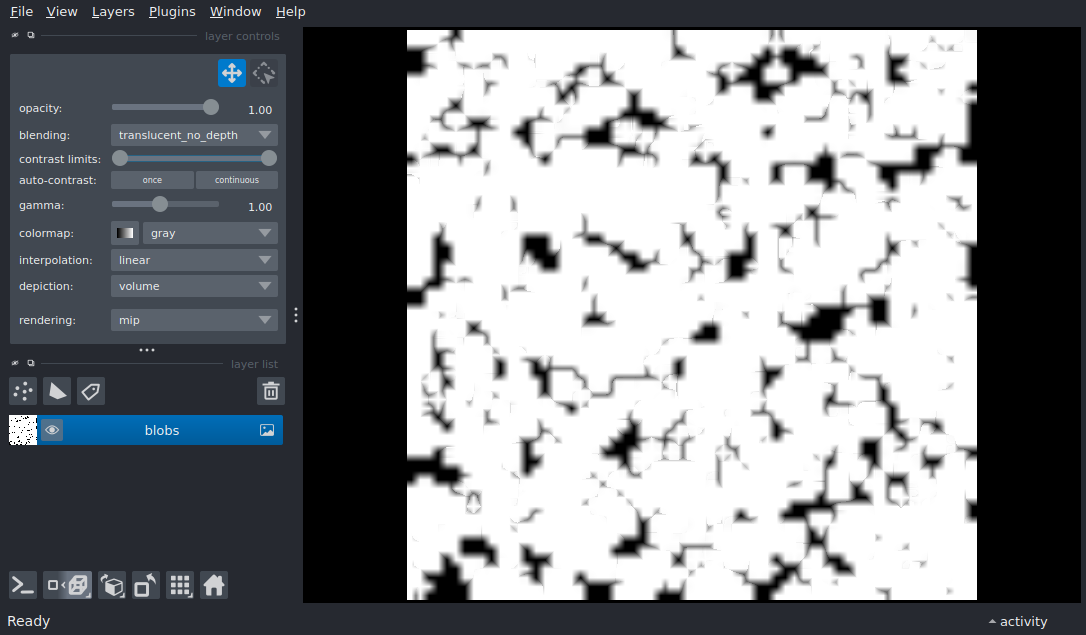 File View Layers Plugins Window Help
layer controls
opacity: 1.00
blending: translucent_no_depth
contrast limits:
auto-contrast: once continuous
gamma: 1.00
colormap: gray
interpolation: linear
depiction: volume
rendering: mip
layer list
blobs
Ready activity